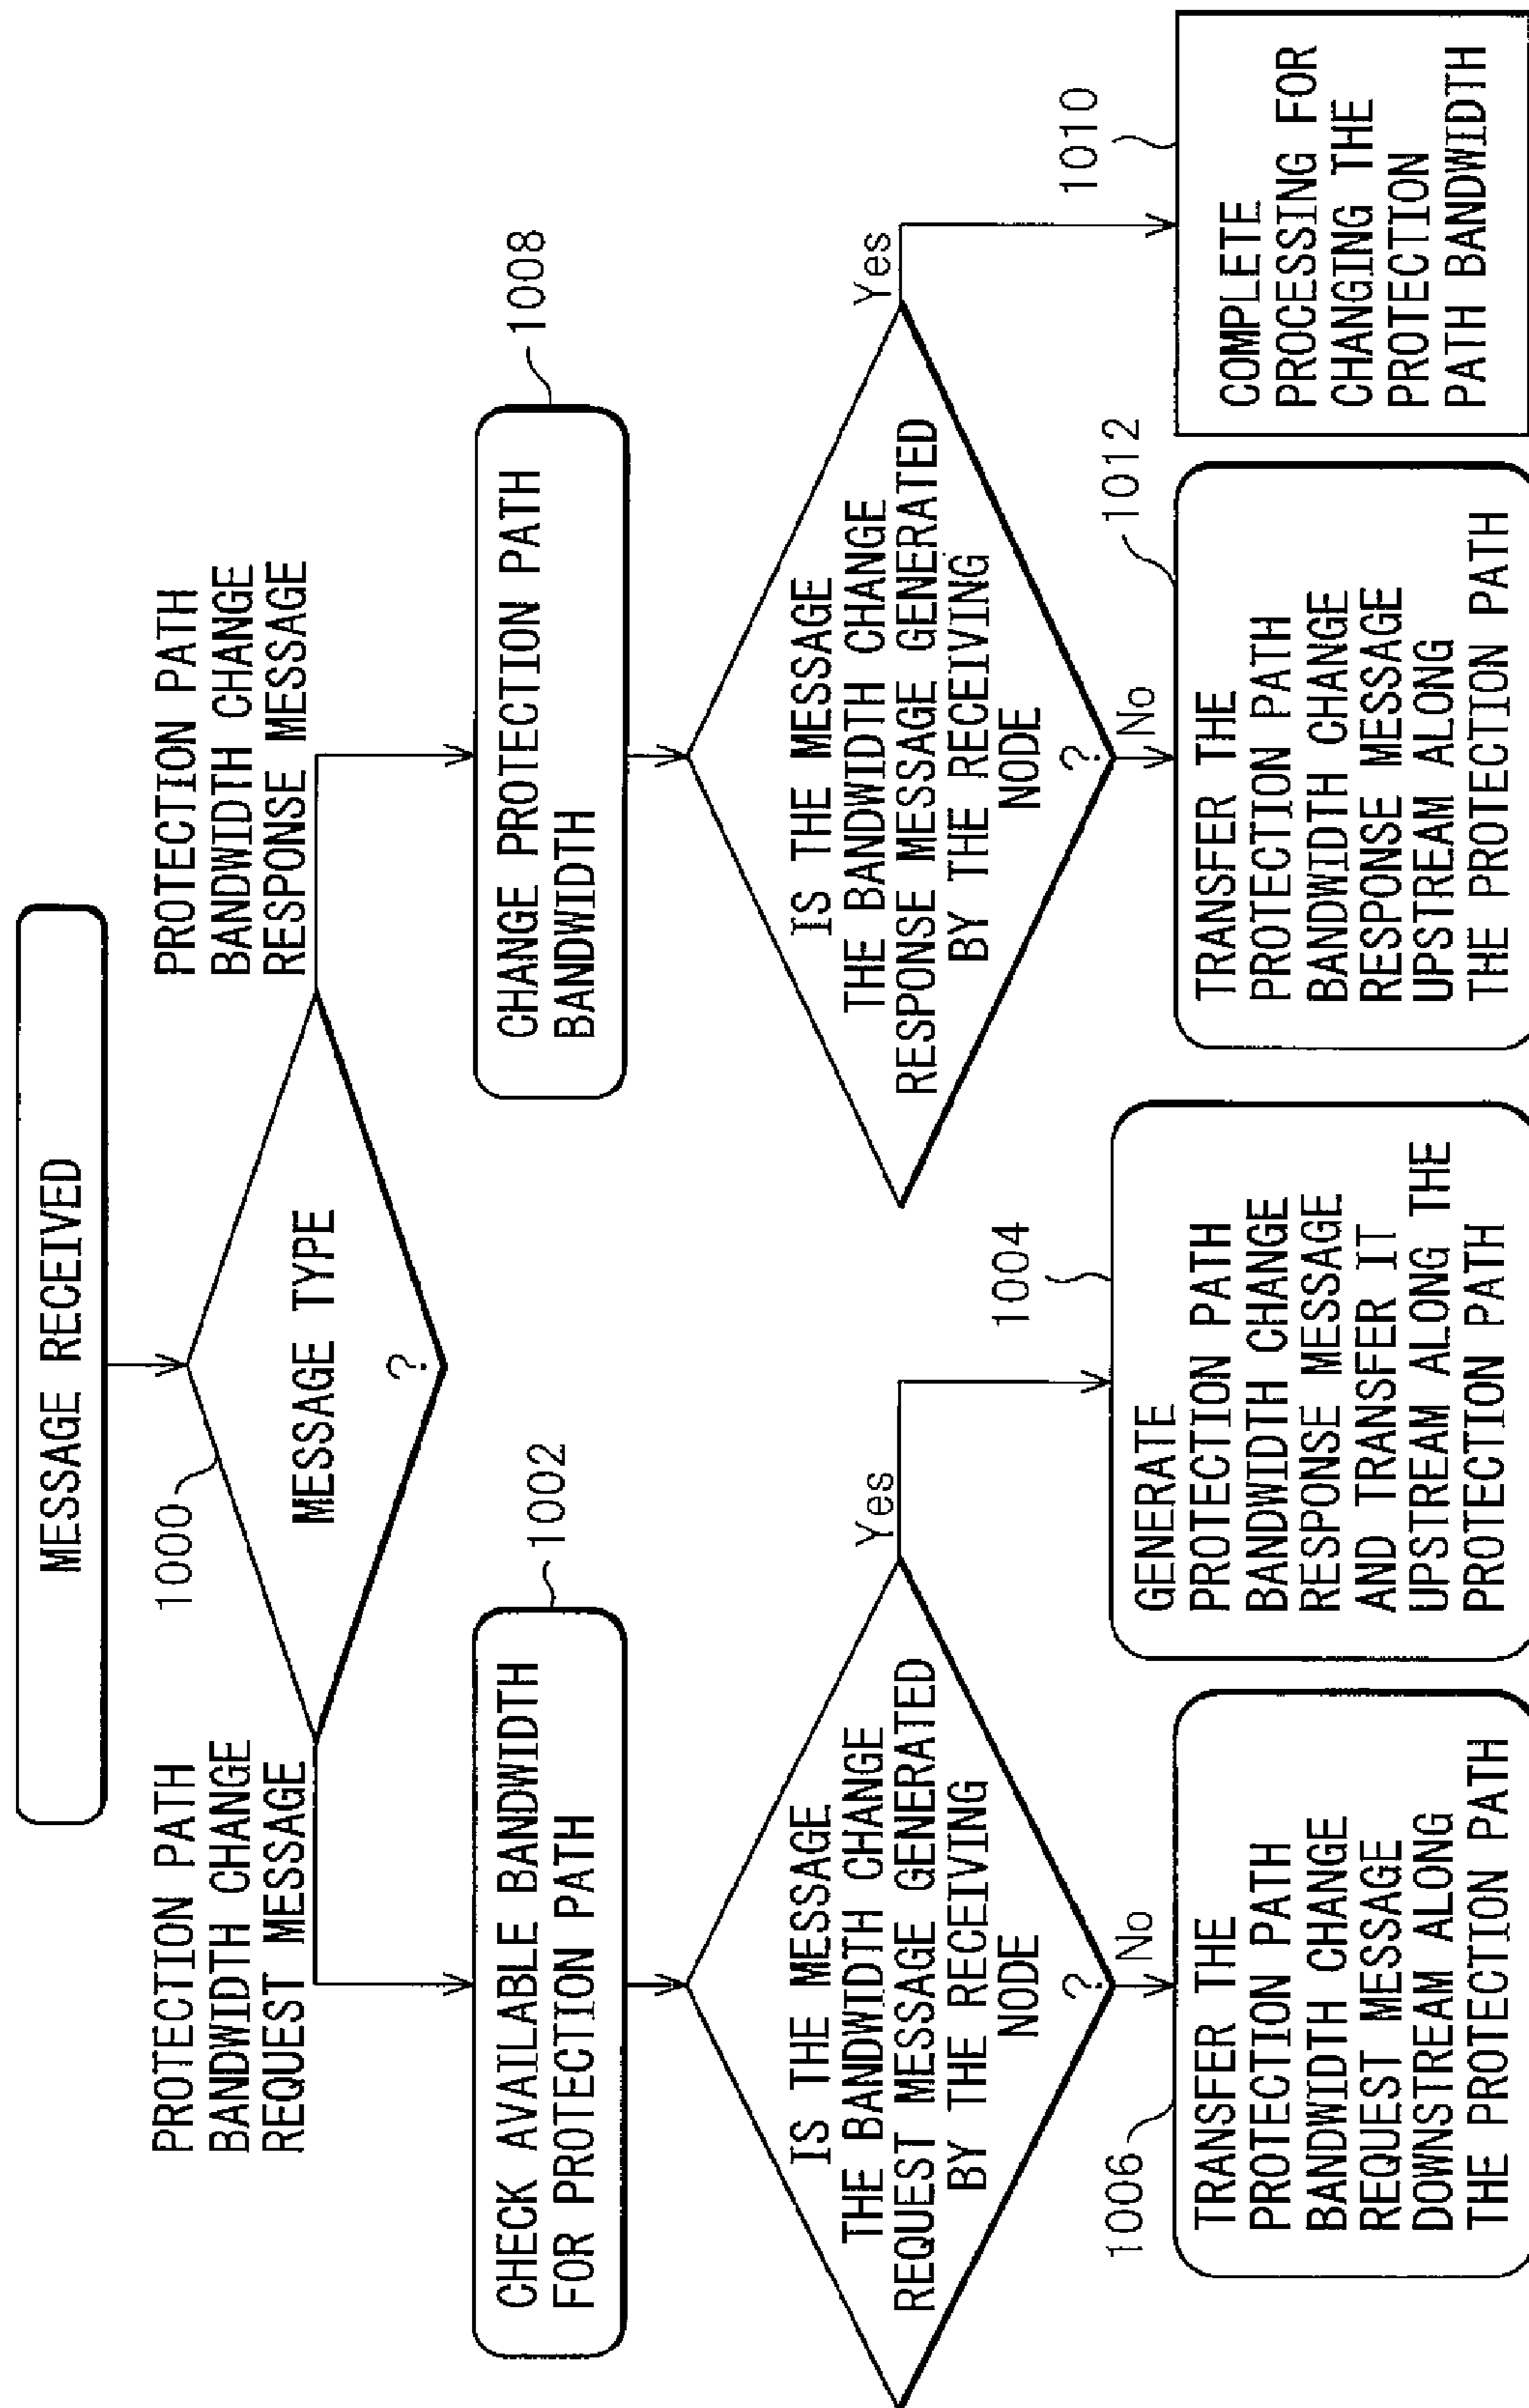 MESSAGE RECEIVED
1000
MESSAGE TYPE
?
PROTECTION PATH
BANDWIDTH CHANGE
REQUEST MESSAGE
PROTECTION PATH
BANDWIDTH CHANGE
RESPONSE MESSAGE
1002
CHECK AVAILABLE BANDWIDTH
FOR PROTECTION PATH
1008
CHANGE PROTECTION PATH
BANDWIDTH
IS THE MESSAGE
THE BANDWIDTH CHANGE
REQUEST MESSAGE GENERATED
BY THE RECEIVING
NODE
?
Yes
No
IS THE MESSAGE
THE BANDWIDTH CHANGE
RESPONSE MESSAGE GENERATED
BY THE RECEIVING
NODE
?
Yes
No
1006
TRANSFER THE
PROTECTION PATH
BANDWIDTH CHANGE
REQUEST MESSAGE
DOWNSTREAM ALONG
THE PROTECTION PATH
1004
GENERATE
PROTECTION PATH
BANDWIDTH CHANGE
RESPONSE MESSAGE
AND TRANSFER IT
UPSTREAM ALONG THE
PROTECTION PATH
1012
TRANSFER THE
PROTECTION PATH
BANDWIDTH CHANGE
RESPONSE MESSAGE
UPSTREAM ALONG
THE PROTECTION PATH
1010
COMPLETE
PROCESSING FOR
CHANGING THE
PROTECTION
PATH BANDWIDTH